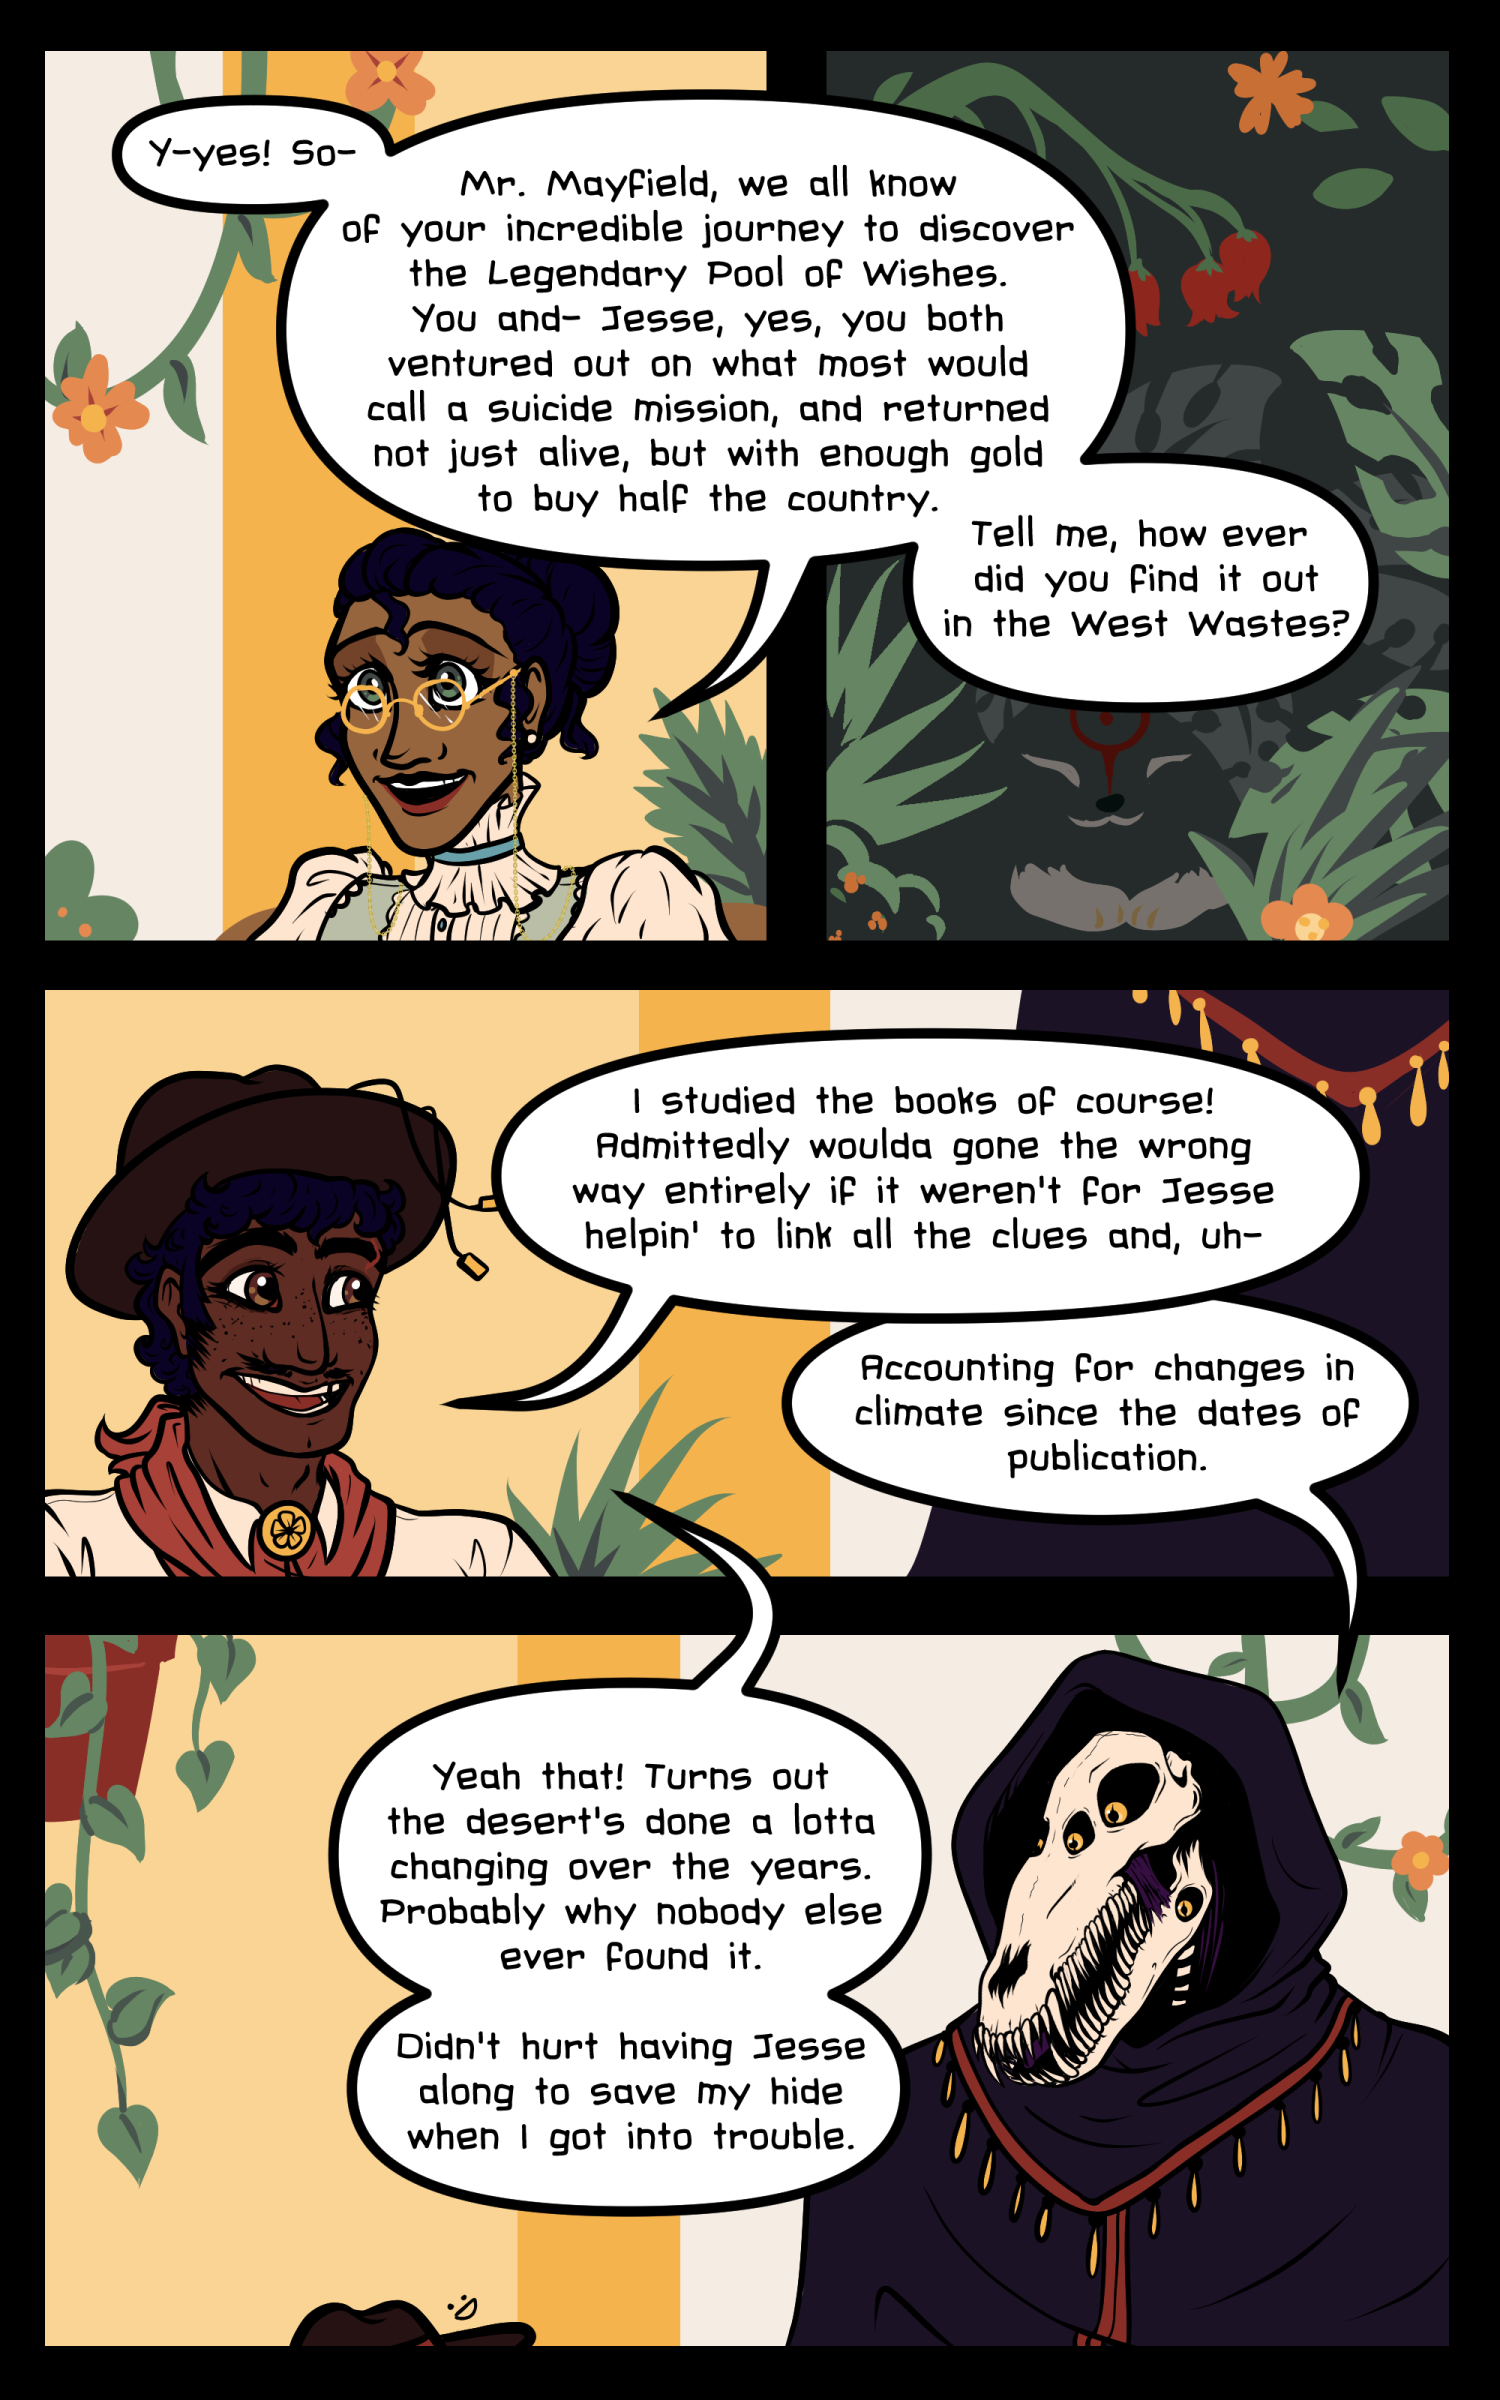 Y-yes! So-
Mr. Mayfield, we all know
of your incredible journey to discover
the Legendary Pool of Wishes.
You and- Jesse, yes, you both
ventured out on what most would
call a suicide mission, and returned
not just alive, but with enough gold
to buy half the country.
Tell me, how ever
did you find it out
in the West Wastes?
I studied the books of course!
Admittedly woulda gone the wrong
way entirely if it weren't for Jesse
helpin' to link all the clues and, uh-
Accounting for changes in
climate since the dates of
publication.
Yeah that! Turns out
the desert's done a lotta
changing over the years.
Probably why nobody else
ever found it.
Didn't hurt having Jesse
along to save my hide
when I got into trouble.
:D